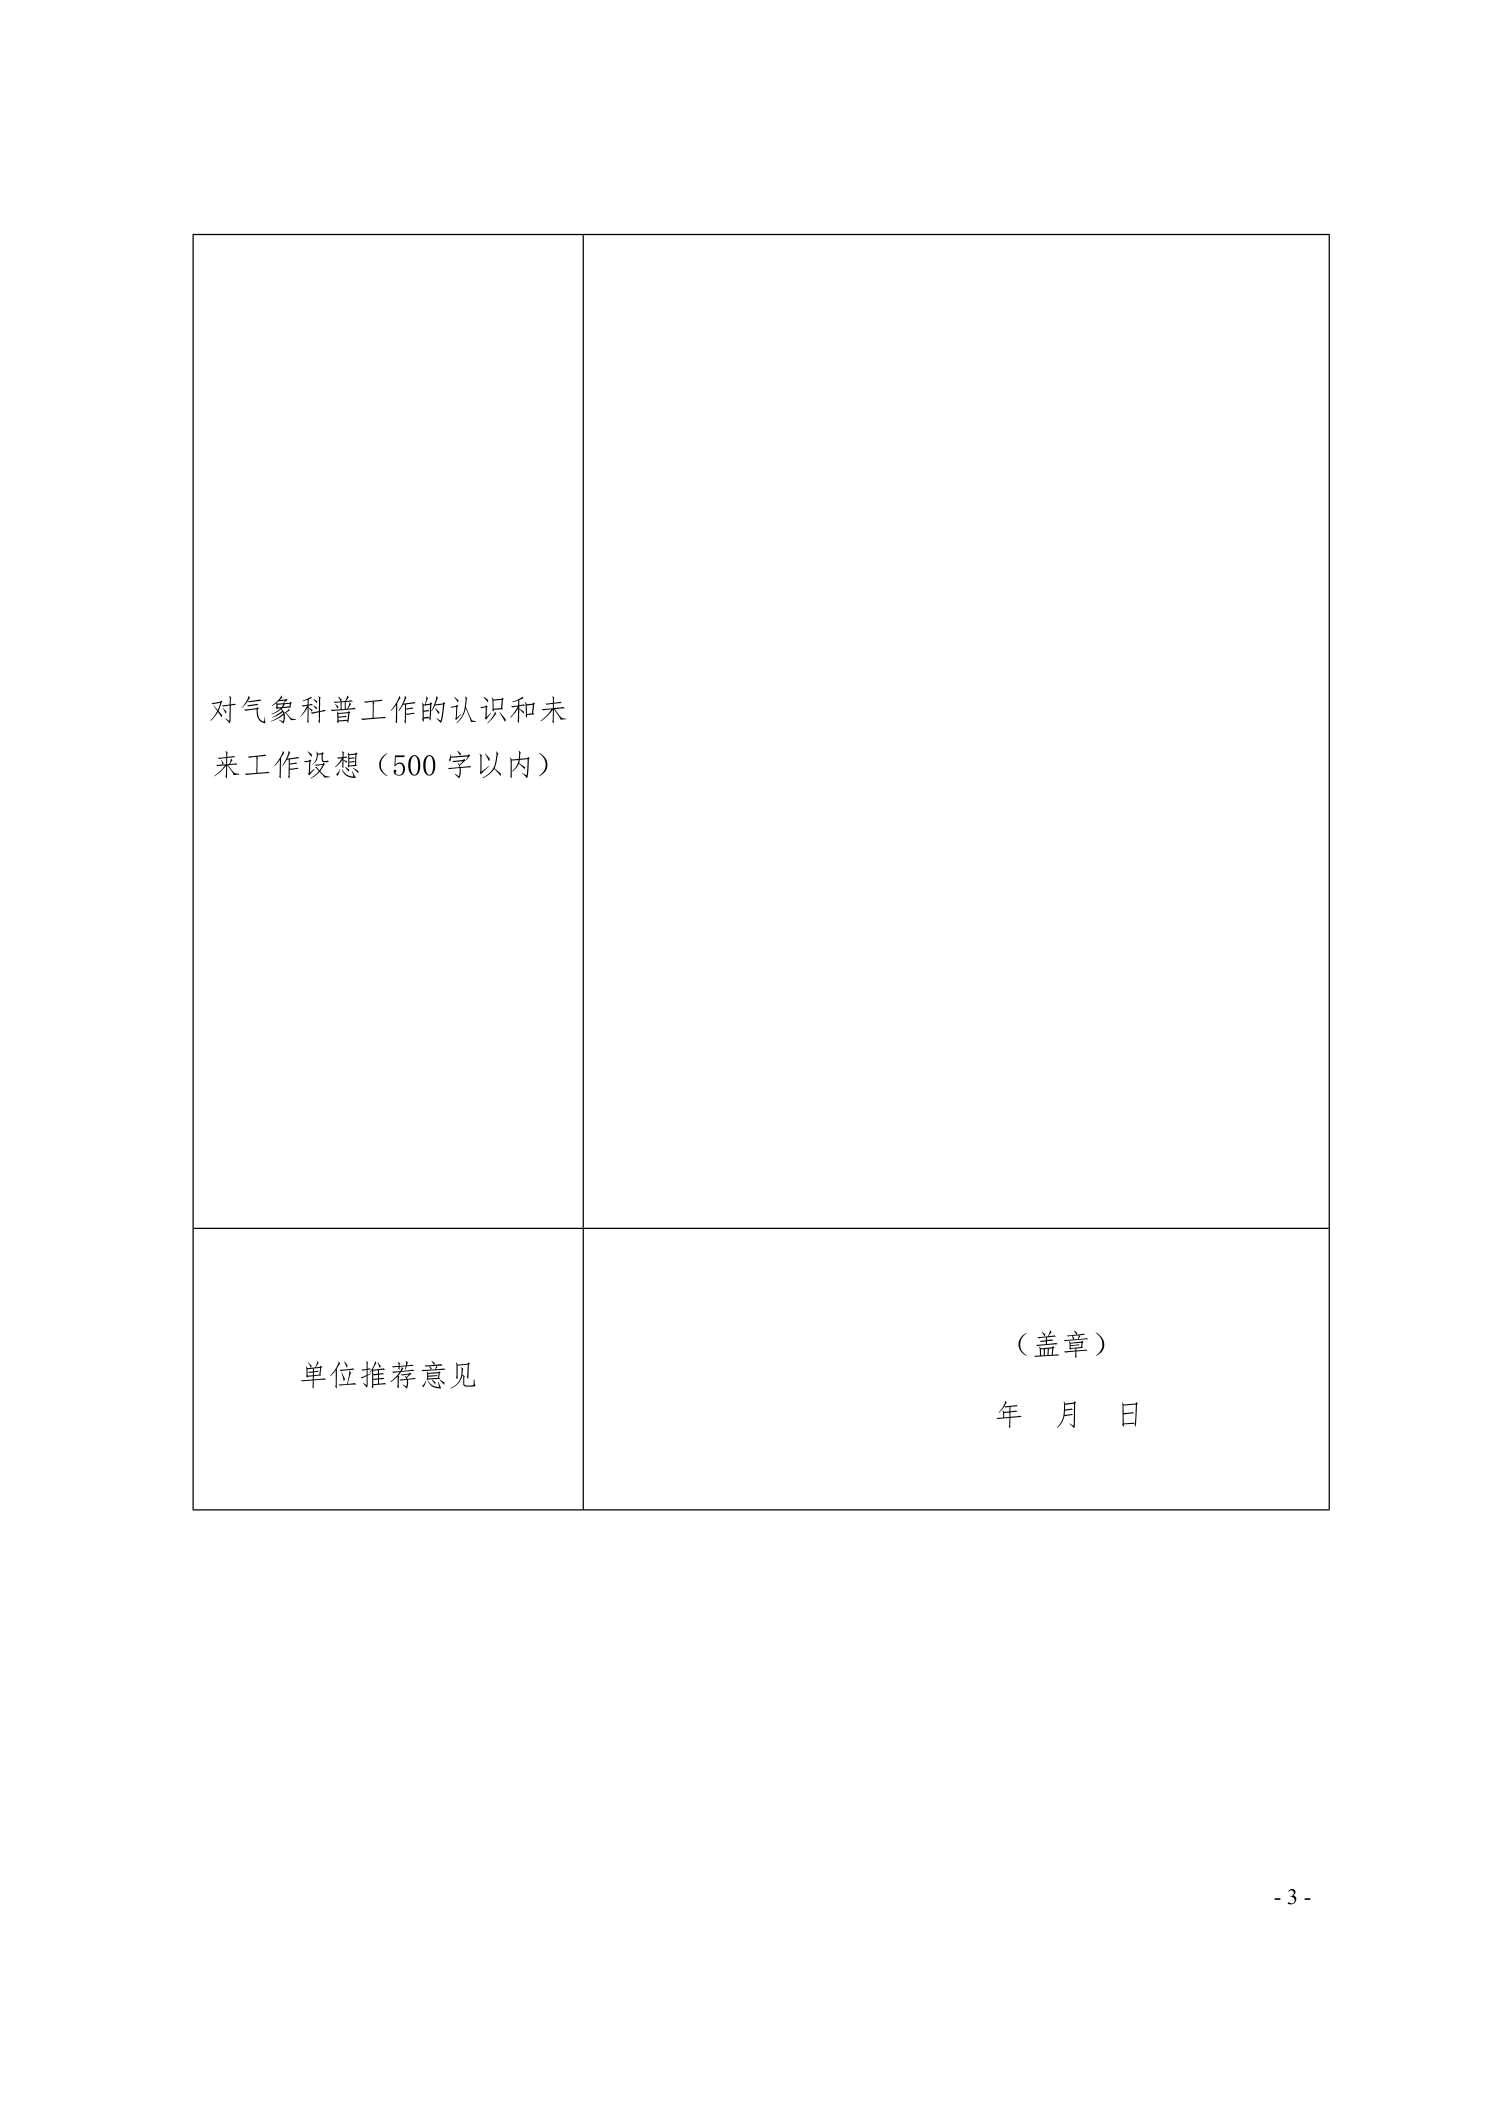 对气象科普工作的认识和未
来工作设想（500 字以内）
单位推荐意见
（盖章）
年 月 日
- 3 -